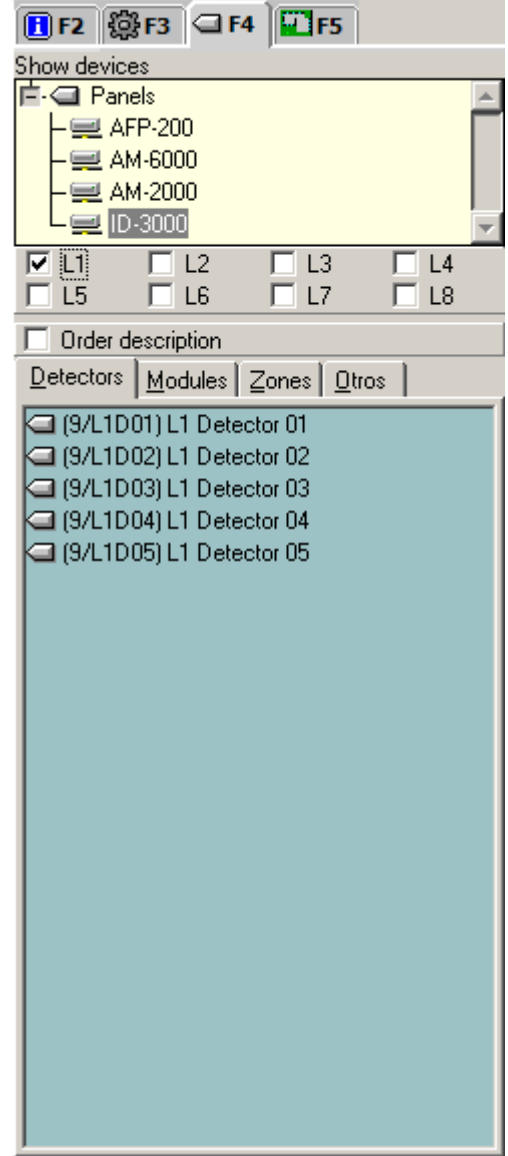 F2 F3 F4 F5
Show devices
Panels
AFP-200
AM-6000
AM-2000
ID-3000
L1 L2 L3 L4
L5 L6 L7 L8
Order description
Detectors Modules Zones Otros
(9/L1D01) L1 Detector 01
(9/L1D02) L1 Detector 02
(9/L1D03) L1 Detector 03
(9/L1D04) L1 Detector 04
(9/L1D05) L1 Detector 05